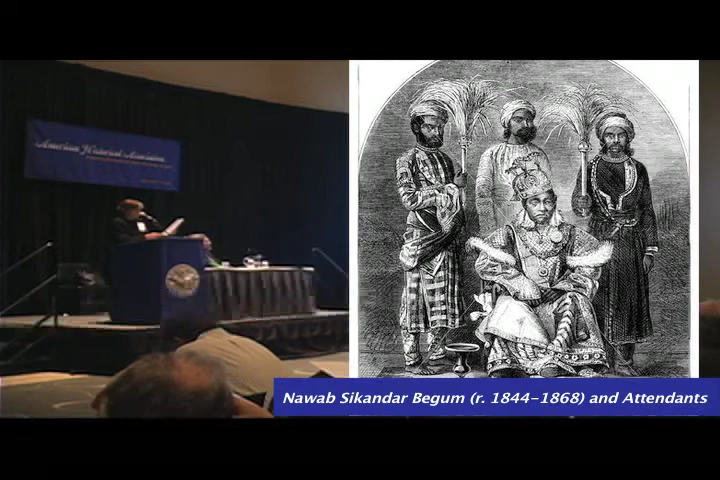 American Historical Association
Nawab Sikandar Begum (r. 1844-1868) and Attendants